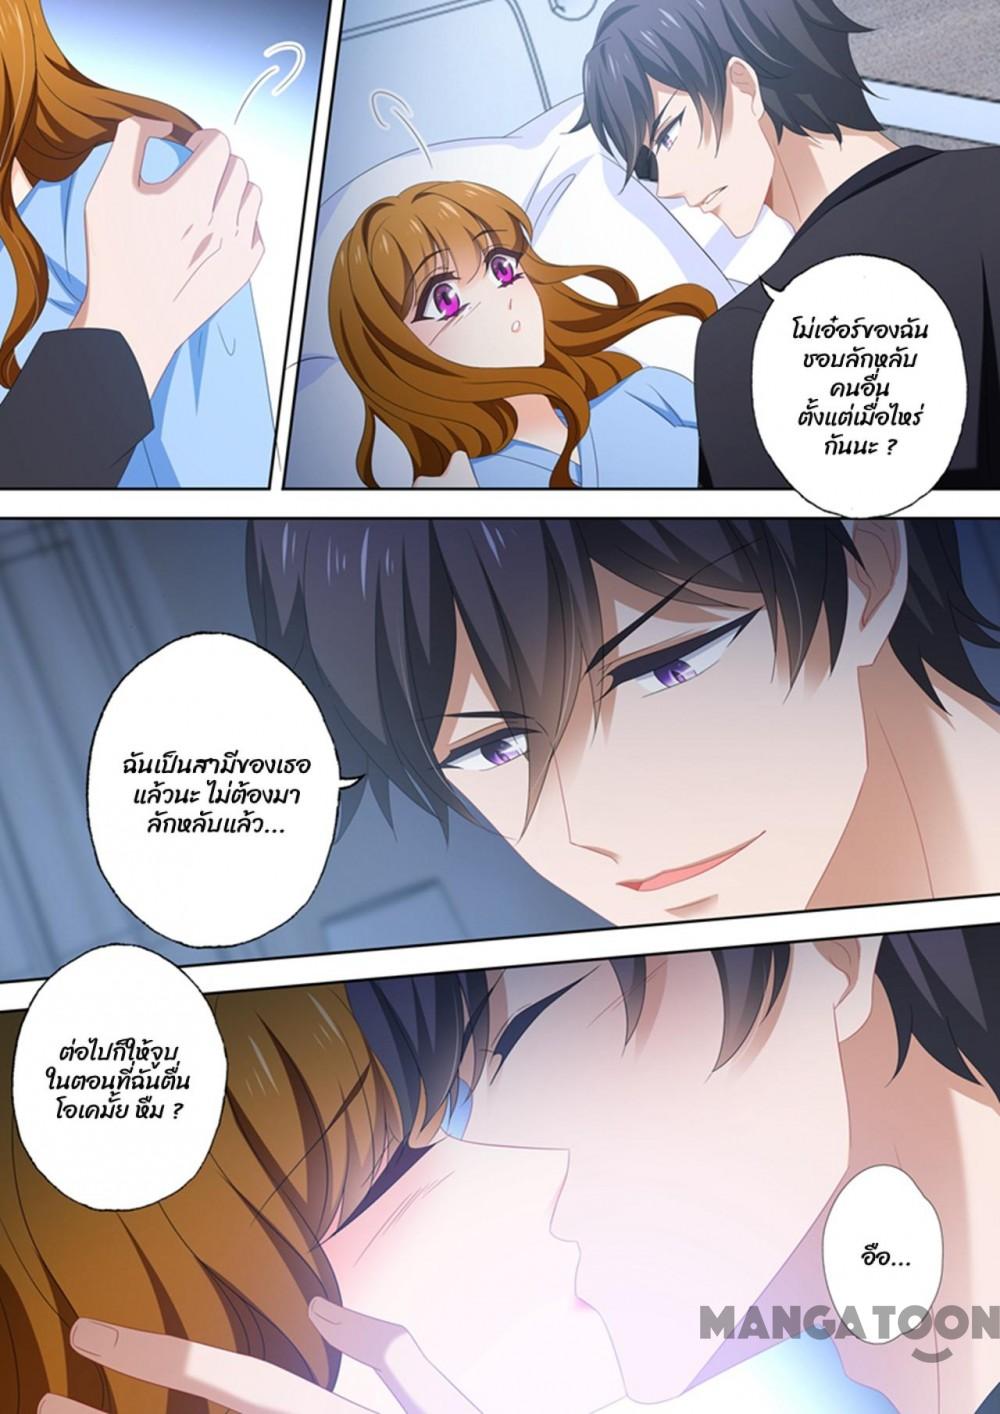 โม่เอ๋อร์ของฉัน
ชอบลักหลับ
คนอื่น
ตั้งแต่เมื่อไหร่
กันนะ ?
ฉันเป็นสามีของเธอ
แล้วนะ ไม่ต้องมา
ลักหลับแล้ว...
ต่อไปก็ให้จูบ
ในตอนที่ฉันตื่น
โอเคมั้ย หืม ?
อือ...
MANGATOON